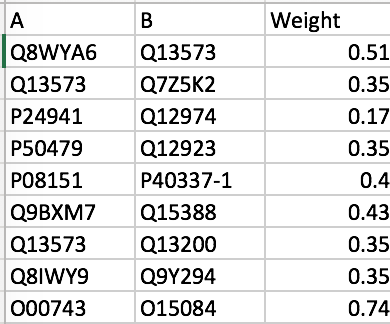 A B Weight
Q8WYA6 Q13573 0.51
Q13573 Q7Z5K2 0.35
P24941 Q12974 0.17
P50479 Q12923 0.35
P08151 P40337-1 0.4
Q9BXM7 Q15388 0.43
Q13573 Q13200 0.35
Q8IWY9 Q9Y294 0.35
O00743 O15084 0.74